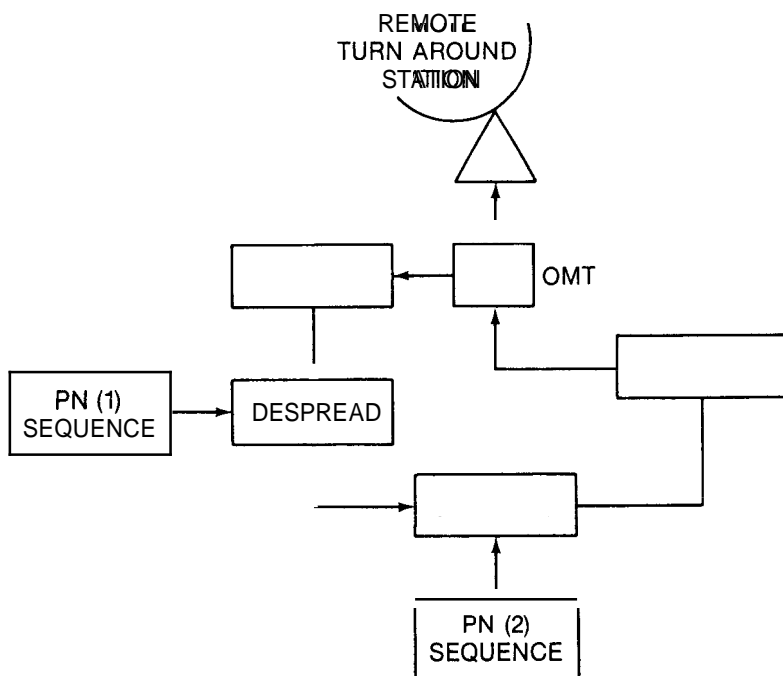 REMOTE
TURN AROUND
STATION
OMT
PN (1)
SEQUENCE
DESPREAD
PN (2)
SEQUENCE